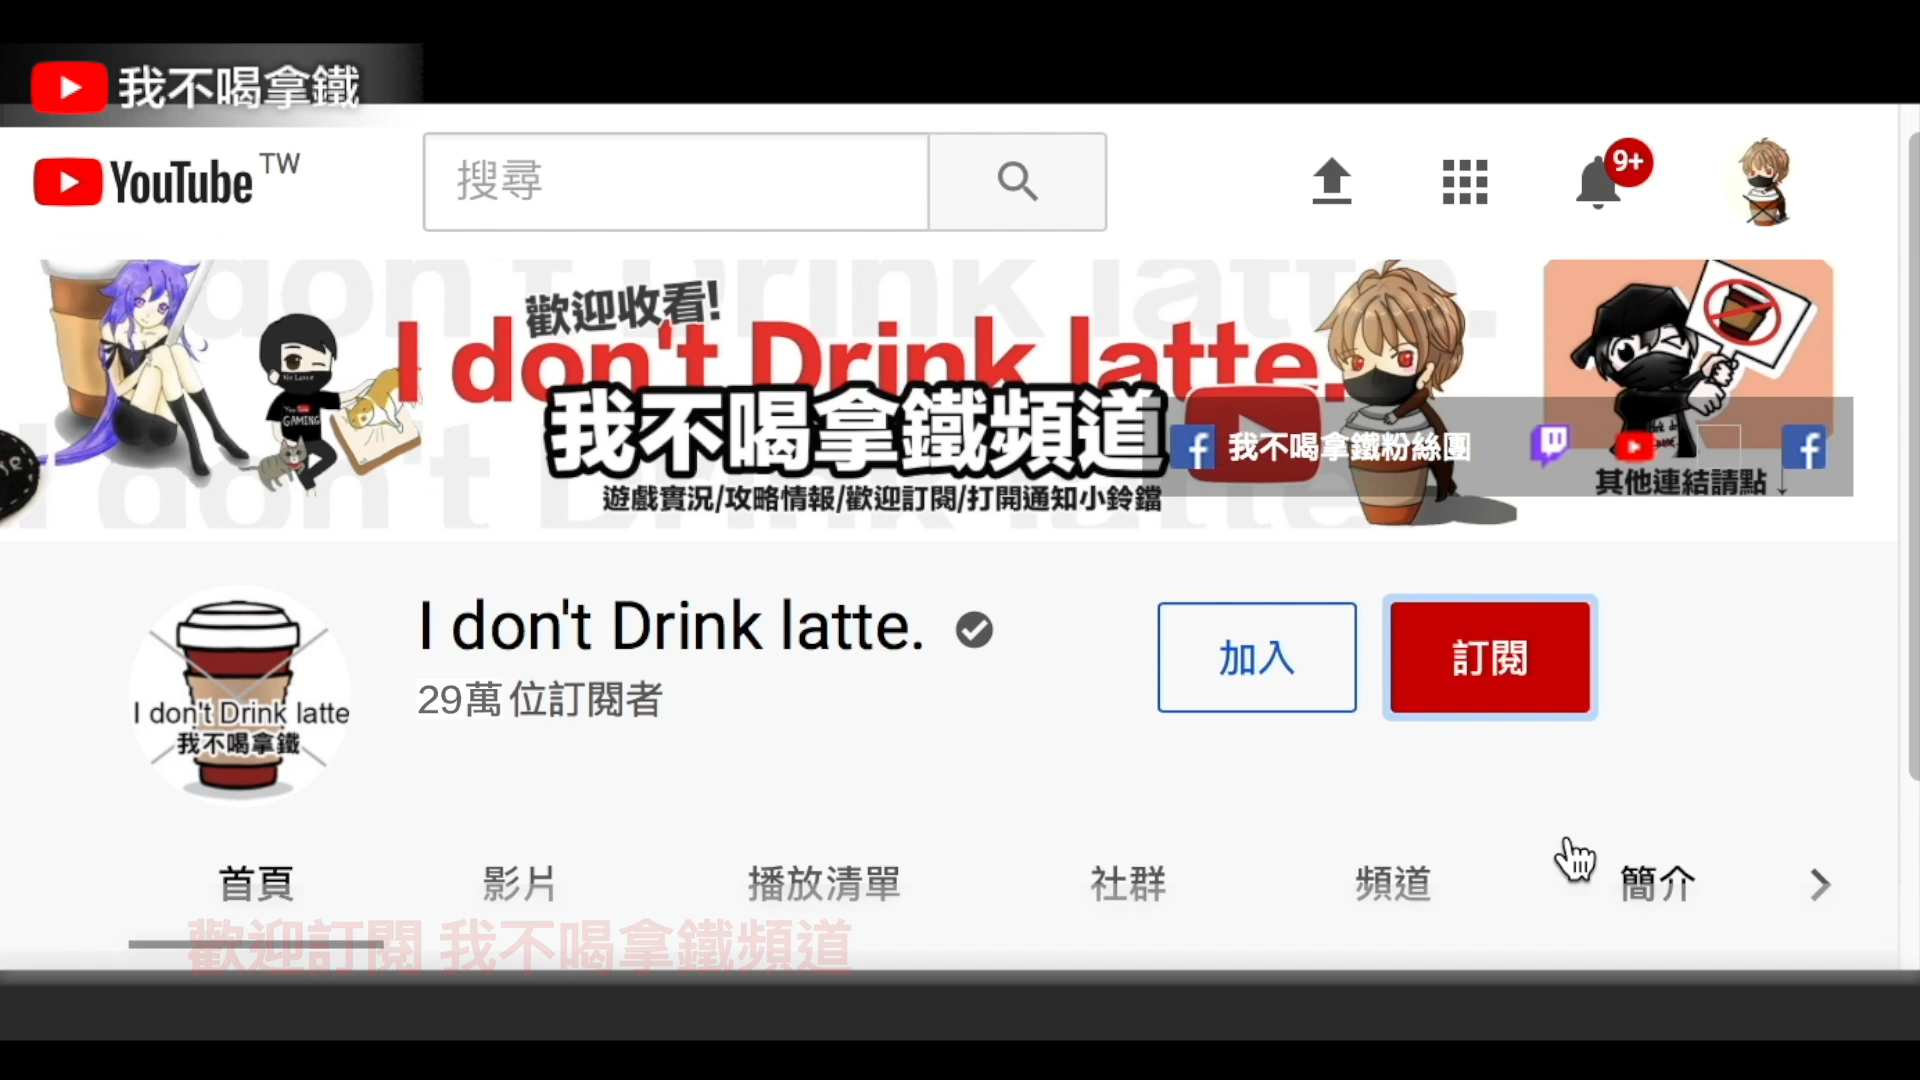 我不喝拿鐵
YouTube TW
搜尋
9+
歡迎收看!
I don't Drink latte.
我不喝拿鐵頻道
遊戲實況/攻略情報/歡迎訂閱/打開通知小鈴鐺
我不喝拿鐵粉絲團
其他連結請點↓
GAMING
I don't Drink latte.
29萬 位訂閱者
加入
訂閱
I don't Drink latte
我不喝拿鐵
首頁
影片
播放清單
社群
頻道
簡介
歡迎訂閱 我不喝拿鐵頻道